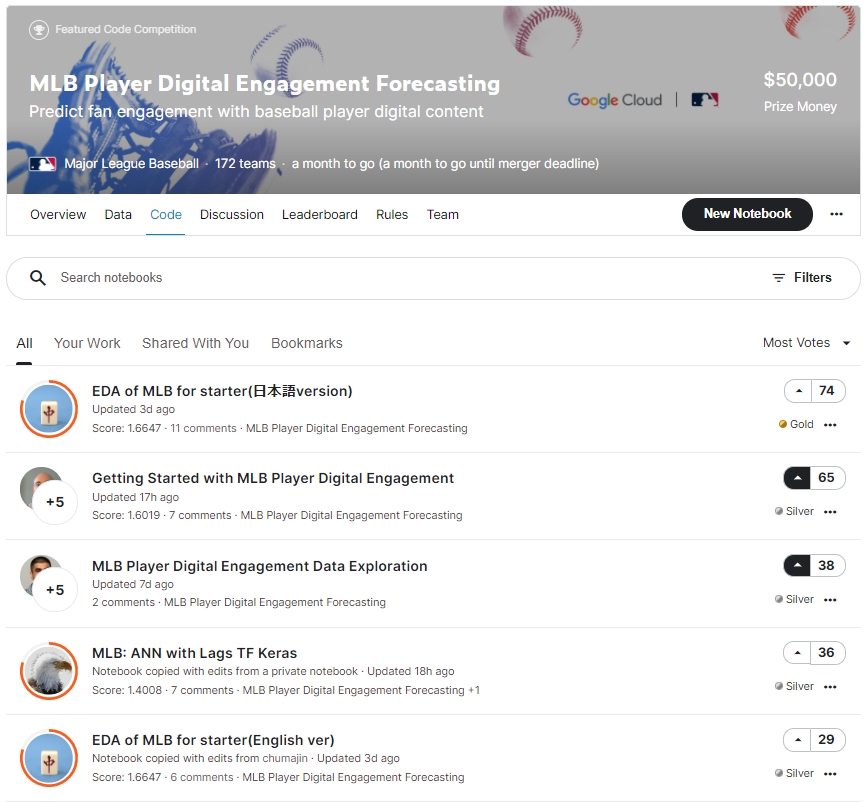 Featured Code Competition
MLB Player Digital Engagement Forecasting
Predict fan engagement with baseball player digital content
Google Cloud
$50,000
Prize Money
Major League Baseball · 172 teams · a month to go (a month to go until merger deadline)
Overview Data Code Discussion Leaderboard Rules Team New Notebook •••
Search notebooks Filters
All Your Work Shared With You Bookmarks Most Votes
EDA of MLB for starter(日本語version) 74
Updated 3d ago
Score: 1.6647 · 11 comments · MLB Player Digital Engagement Forecasting Gold •••
中
Getting Started with MLB Player Digital Engagement 65
+5
Updated 17h ago
Score: 1.6019 · 7 comments · MLB Player Digital Engagement Forecasting Silver •••
MLB Player Digital Engagement Data Exploration 38
+5
Updated 7d ago
2 comments · MLB Player Digital Engagement Forecasting Silver •••
MLB: ANN with Lags TF Keras 36
Notebook copied with edits from a private notebook · Updated 18h ago
Score: 1.4008 · 7 comments · MLB Player Digital Engagement Forecasting +1 Silver •••
EDA of MLB for starter(English ver) 29
Notebook copied with edits from chumajin · Updated 3d ago
中
Score: 1.6647 · 6 comments · MLB Player Digital Engagement Forecasting Silver •••